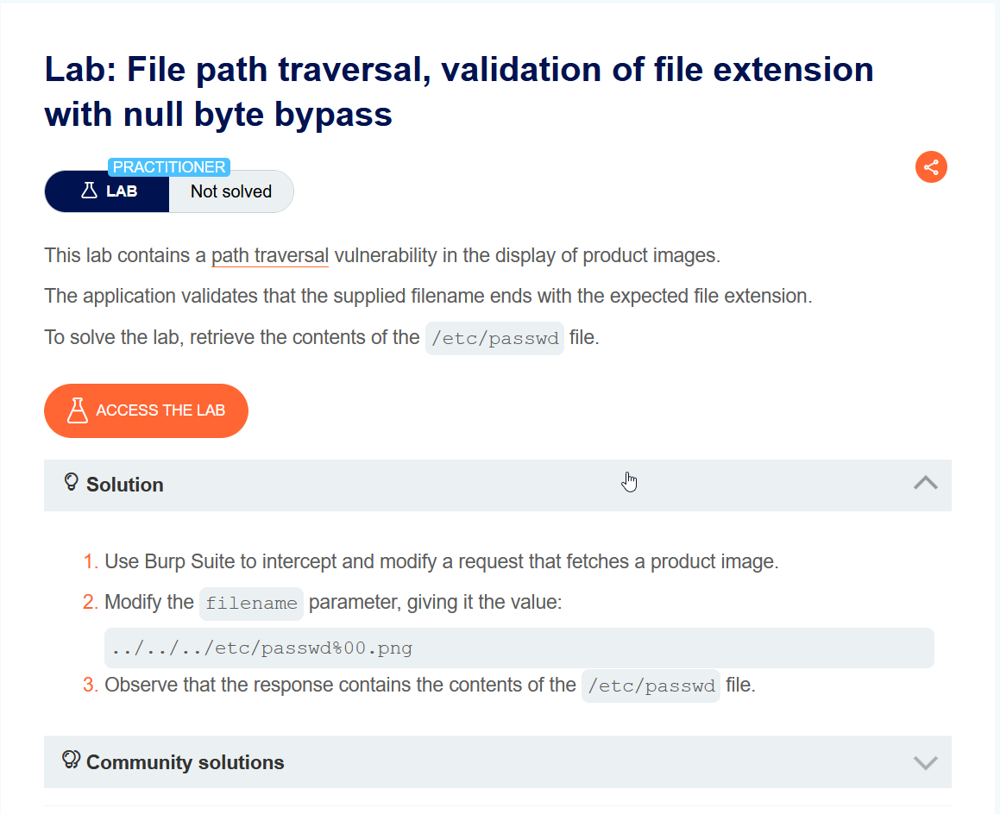 Lab: File path traversal, validation of file extension
with null byte bypass
PRACTITIONER
LAB
Not solved
This lab contains a path traversal vulnerability in the display of product images.
The application validates that the supplied filename ends with the expected file extension.
To solve the lab, retrieve the contents of the /etc/passwd file.
ACCESS THE LAB
Solution
1. Use Burp Suite to intercept and modify a request that fetches a product image.
2. Modify the filename parameter, giving it the value:
../../../etc/passwd%00.png
3. Observe that the response contains the contents of the /etc/passwd file.
Community solutions